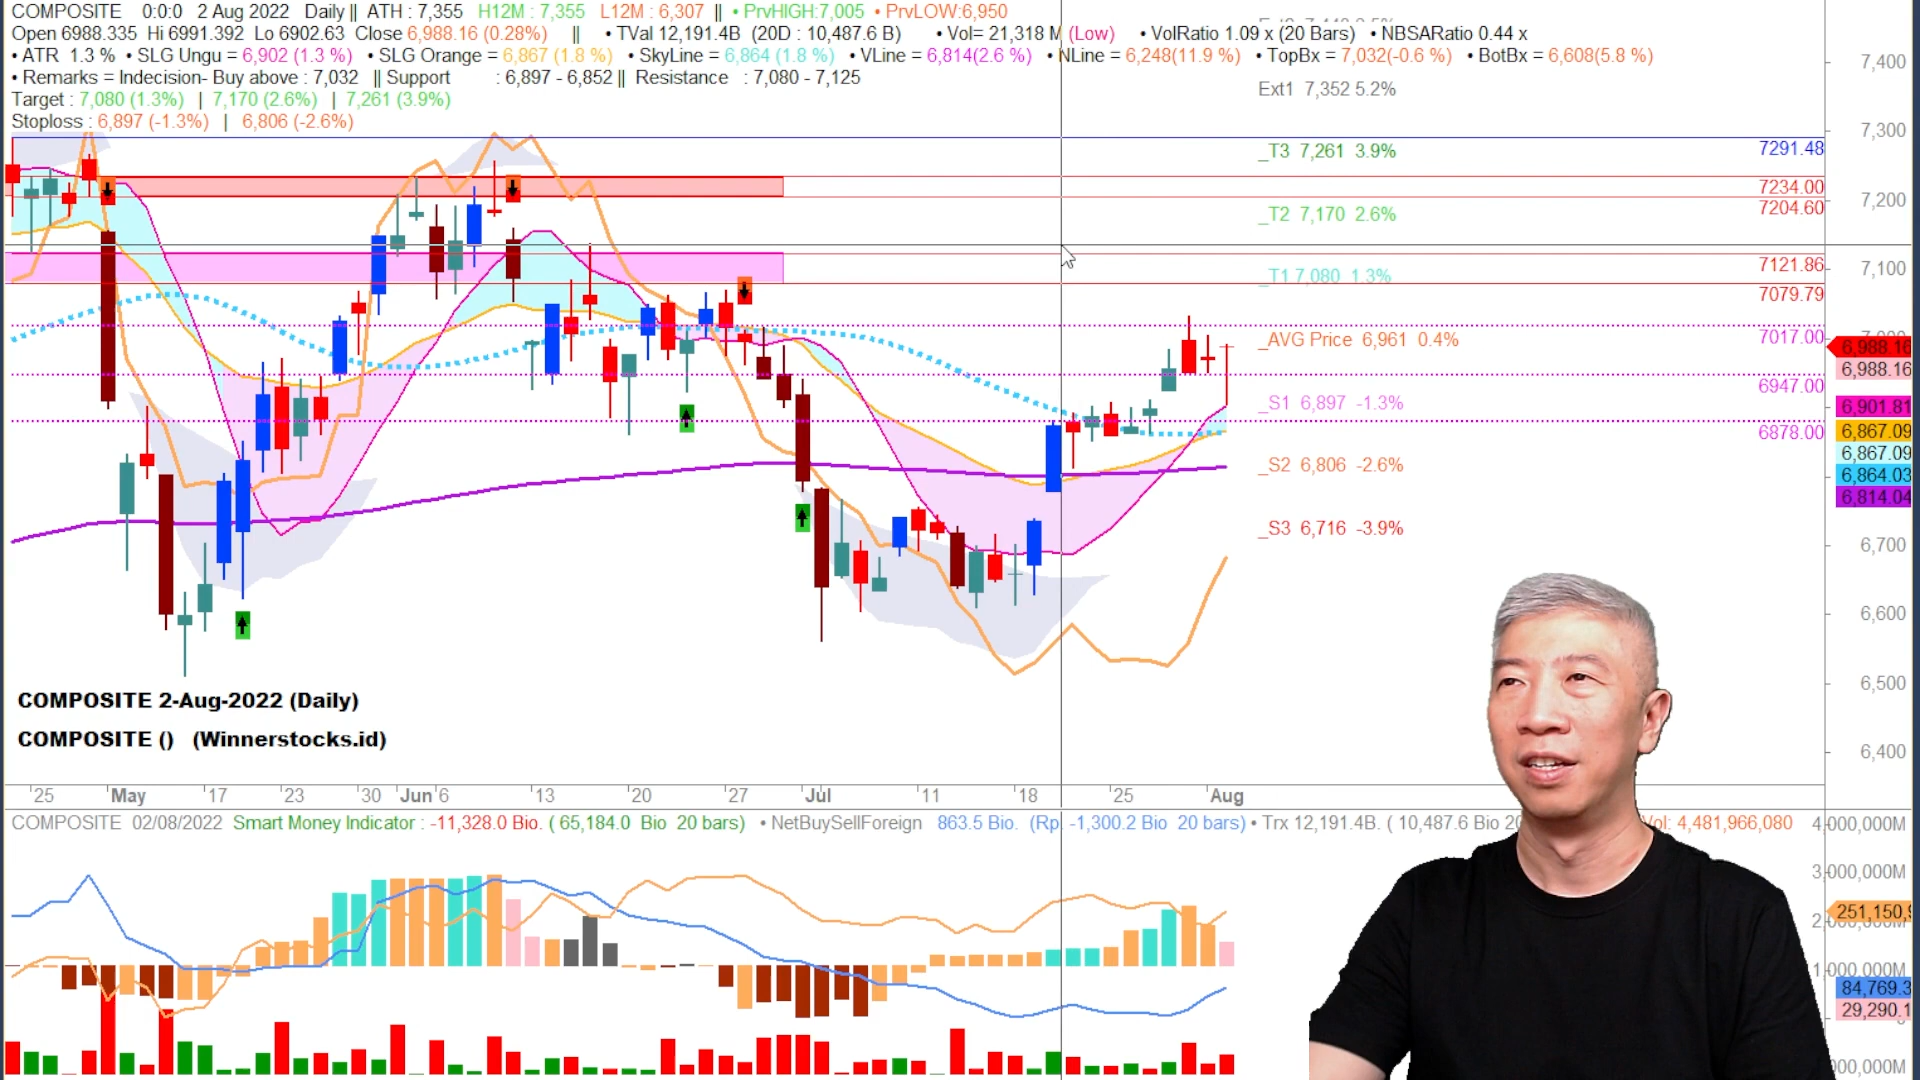 COMPOSITE 0:0:0 2 Aug 2022 Daily || ATH : 7,355 H12M : 7,355 L12M : 6,307 || • PrvHIGH:7,005 • PrvLOW:6,950
Open 6988.335 Hi 6991.392 Lo 6902.63 Close 6,988.16 (0.28%) || • TVal 12,191.4B (20D : 10,487.6 B) • Vol= 21,318 M (Low) • VolRatio 1.09 x (20 Bars) • NBSARatio 0.44 x
• ATR 1.3 % • SLG Ungu = 6,902 (1.3 %) • SLG Orange = 6,867 (1.8 %) • SkyLine = 6,864 (1.8 %) • VLine = 6,814(2.6 %) • NLine = 6,248(11.9 %) • TopBx = 7,032(-0.6 %) • BotBx = 6,608(5.8 %)
• Remarks = Indecision- Buy above : 7,032 || Support : 6,897 - 6,852 || Resistance : 7,080 - 7,125
Target : 7,080 (1.3%) | 7,170 (2.6%) | 7,261 (3.9%)
Stoploss : 6,897 (-1.3%) | 6,806 (-2.6%)
Ext1 7,352 5.2%
_T3 7,261 3.9%
_T2 7,170 2.6%
_T1 7,080 1.3%
_AVG Price 6,961 0.4%
_S1 6,897 -1.3%
_S2 6,806 -2.6%
_S3 6,716 -3.9%
7291.48
7234.00
7204.60
7121.86
7079.79
7017.00
6947.00
6878.00
7,400
7,300
7,200
7,100
6,988.16
6,988.16
6,901.81
6,867.09
6,867.09
6,864.03
6,814.04
6,700
6,600
6,500
6,400
COMPOSITE 2-Aug-2022 (Daily)
COMPOSITE () (Winnerstocks.id)
25 May 17 23 30 Jun 6 13 20 27 Jul 11 18 25 Aug
COMPOSITE 02/08/2022 Smart Money Indicator : -11,328.0 Bio. ( 65,184.0 Bio 20 bars) • NetBuySellForeign 863.5 Bio. (Rp -1,300.2 Bio 20 bars) • Trx 12,191.4B. ( 10,487.6 Bio 20 Vol: 4,481,966,080
4,000,000M
3,000,000M
251,150,9
1,000,000M
84,769.3
29,290.1